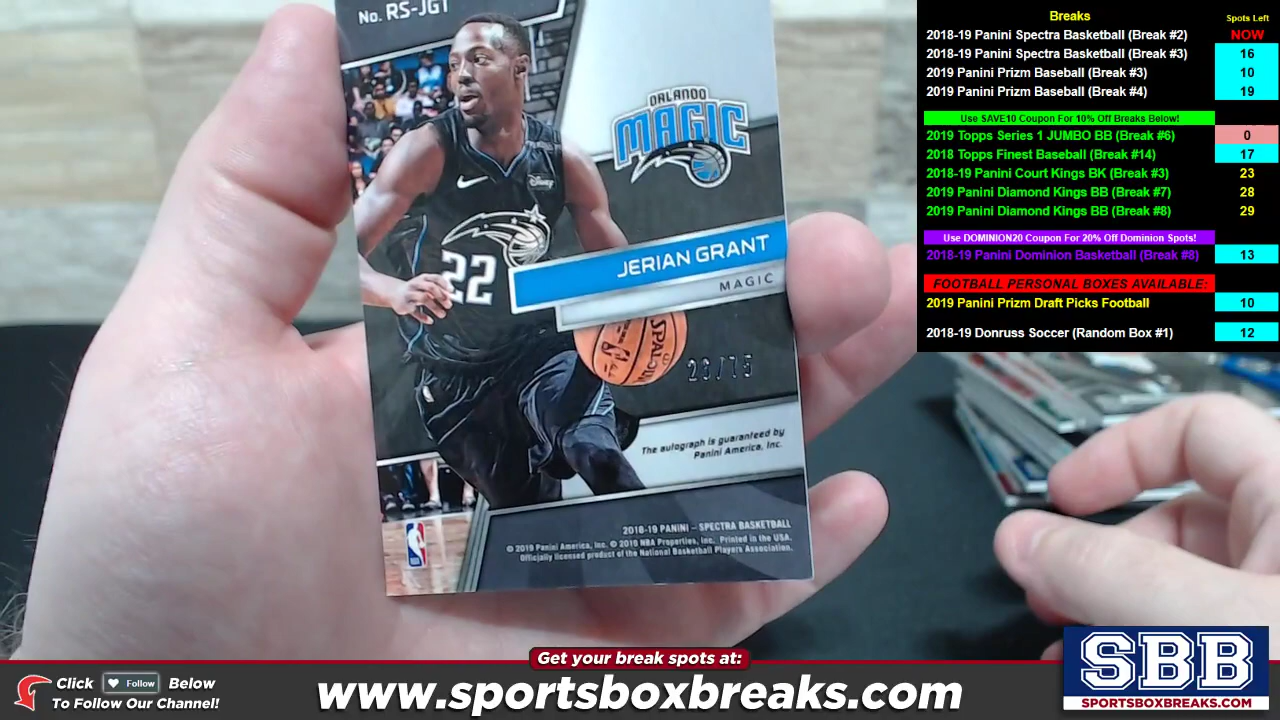 No. RS-JGT
ORLANDO
MAGIC
Disney
22
JERIAN GRANT
MAGIC
SPALDING
23/75
The autograph is guaranteed by
Panini America, Inc.
2018-19 PANINI – SPECTRA BASKETBALL
© 2019 Panini America, Inc. © 2019 NBA Properties, Inc. Printed in the USA.
Officially licensed product of the National Basketball Players Association.
NBA
Breaks Spots Left
2018-19 Panini Spectra Basketball (Break #2) NOW
2018-19 Panini Spectra Basketball (Break #3) 16
2019 Panini Prizm Baseball (Break #3) 10
2019 Panini Prizm Baseball (Break #4) 19
Use SAVE10 Coupon For 10% Off Breaks Below!
2019 Topps Series 1 JUMBO BB (Break #6) 0
2018 Topps Finest Baseball (Break #14) 17
2018-19 Panini Court Kings BK (Break #3) 23
2019 Panini Diamond Kings BB (Break #7) 28
2019 Panini Diamond Kings BB (Break #8) 29
Use DOMINION20 Coupon For 20% Off Dominion Spots!
2018-19 Panini Dominion Basketball (Break #8) 13
FOOTBALL PERSONAL BOXES AVAILABLE:
2019 Panini Prizm Draft Picks Football 10
2018-19 Donruss Soccer (Random Box #1) 12
Get your break spots at:
Click Follow Below
To Follow Our Channel!
www.sportsboxbreaks.com
SBB
SPORTSBOXBREAKS.COM